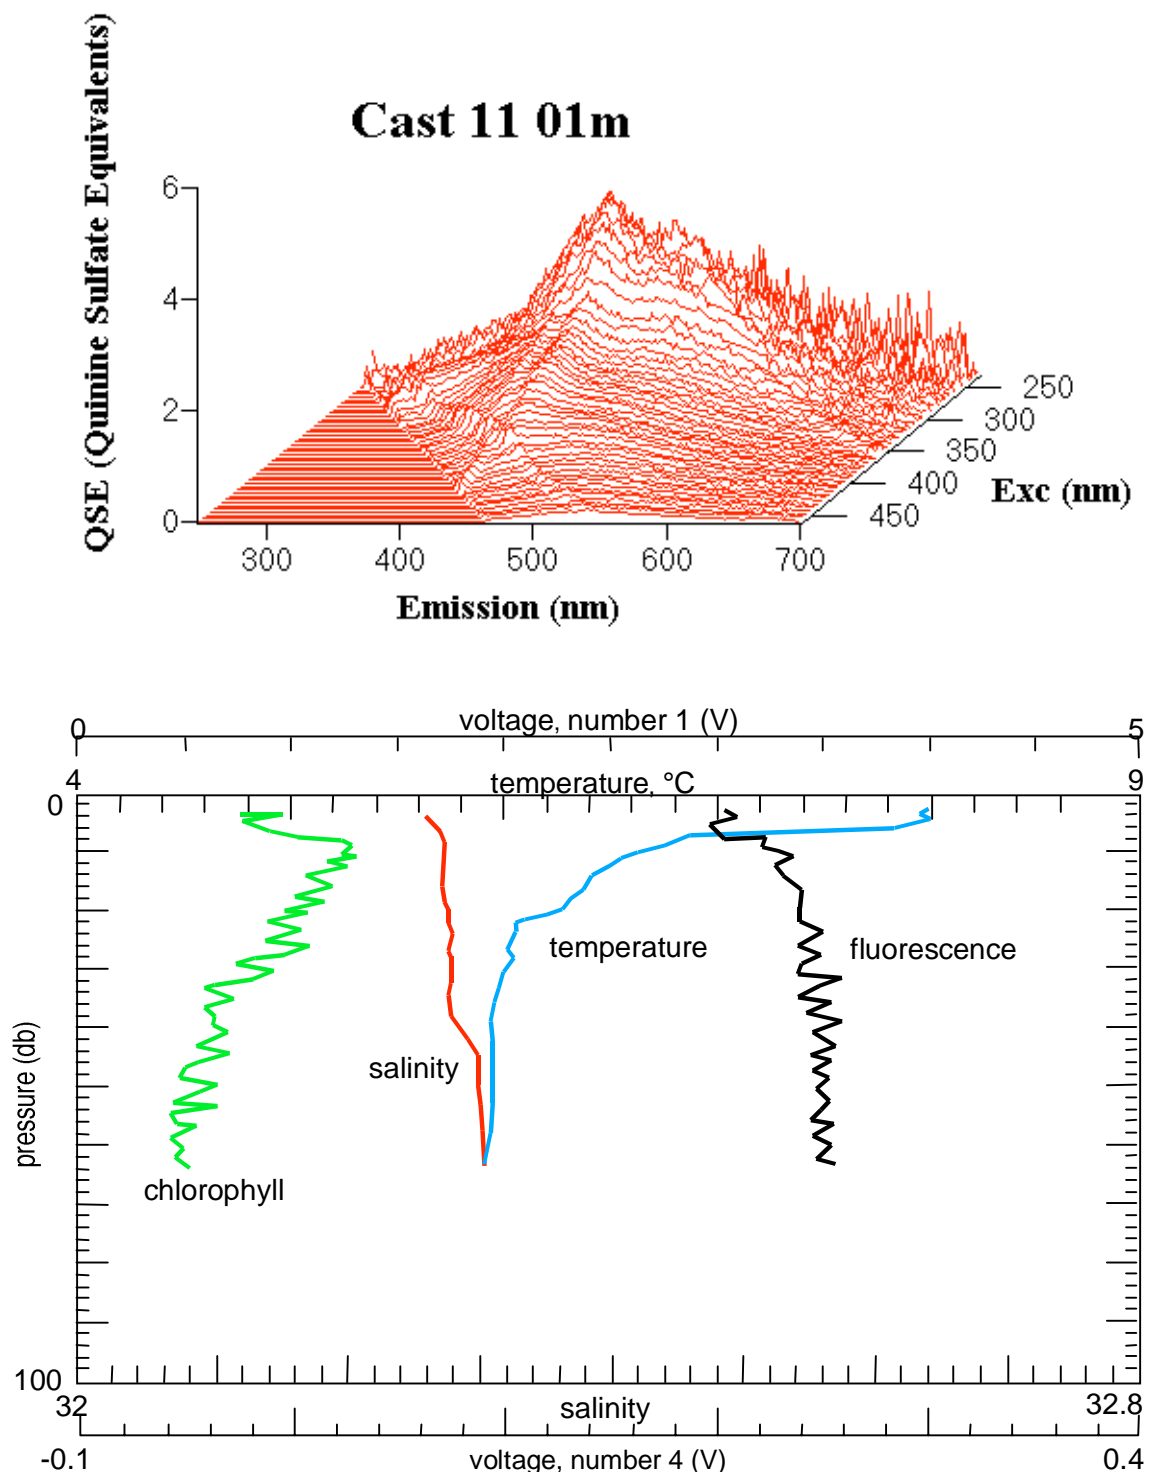 QSE (Quinine Sulfate Equivalents)
Cast 11 01m
6
4
2
0
300 400 500 600 700
250
300
350
400
450
Exc (nm)
Emission (nm)
voltage, number 1 (V)
0 5
4 temperature, °C 9
0
temperature
fluorescence
salinity
pressure (db)
chlorophyll
100
32 salinity 32.8
-0.1 voltage, number 4 (V) 0.4